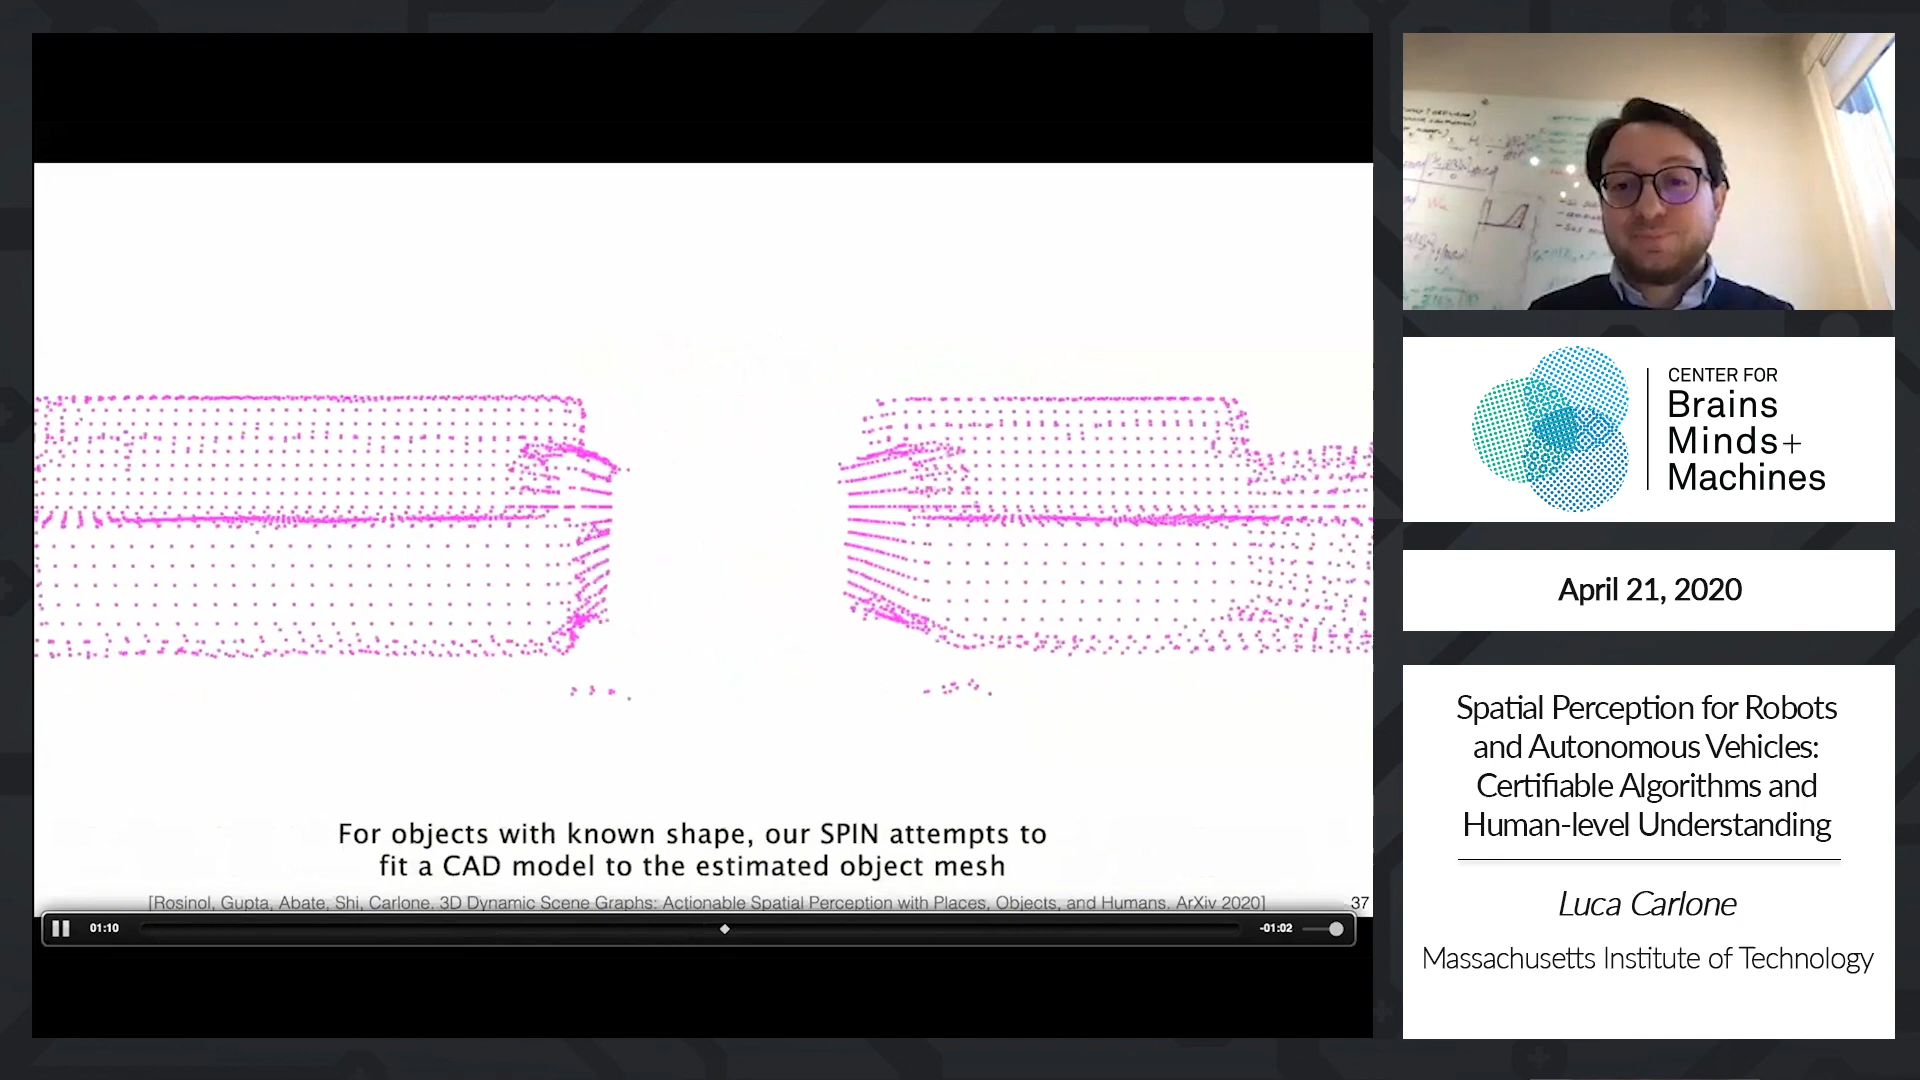 For objects with known shape, our SPIN attempts to
fit a CAD model to the estimated object mesh
[Rosinol, Gupta, Abate, Shi, Carlone. 3D Dynamic Scene Graphs: Actionable Spatial Perception with Places, Objects, and Humans. ArXiv 2020]
37
01:10
-01:02
CENTER FOR
Brains
Minds+
Machines
April 21, 2020
Spatial Perception for Robots
and Autonomous Vehicles:
Certifiable Algorithms and
Human-level Understanding
Luca Carlone
Massachusetts Institute of Technology